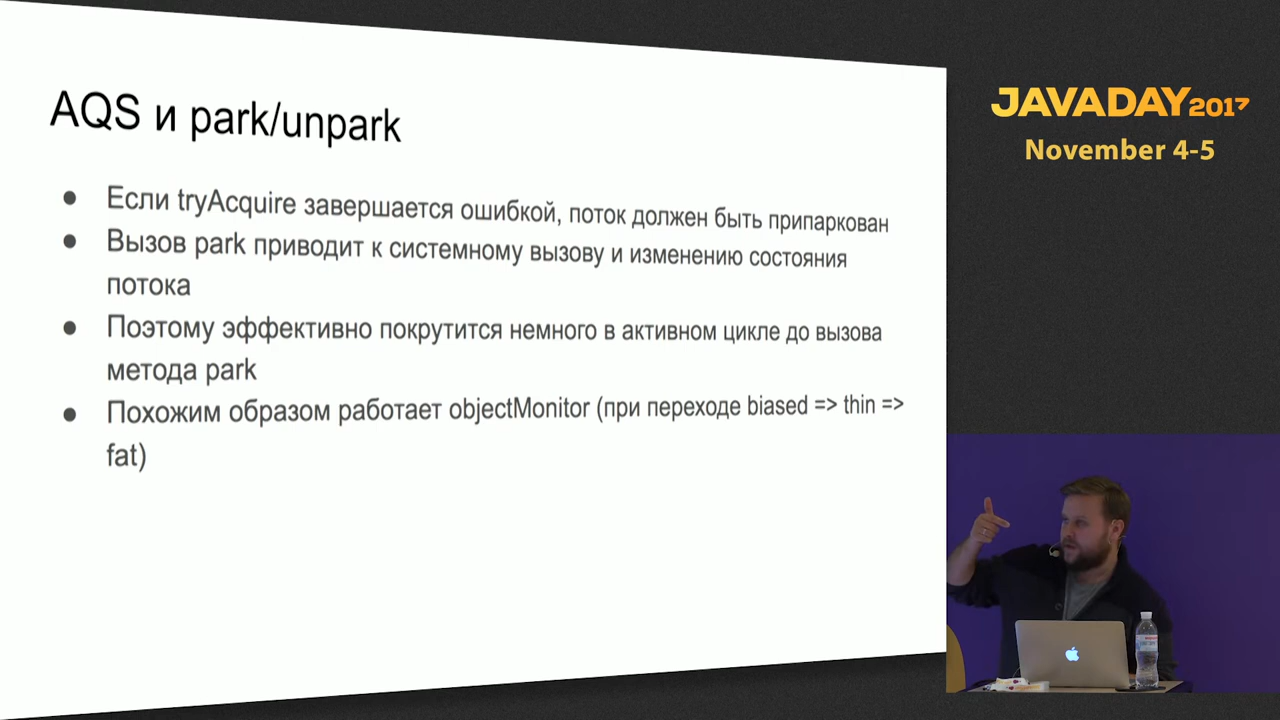 AQS и park/unpark
● Если tryAcquire завершается ошибкой, поток должен быть припаркован
● Вызов park приводит к системному вызову и изменению состояния
потока
● Поэтому эффективно покрутится немного в активном цикле до вызова
метода park
● Похожим образом работает objectMonitor (при переходе biased => thin =>
fat)
JAVADAY2017
November 4-5